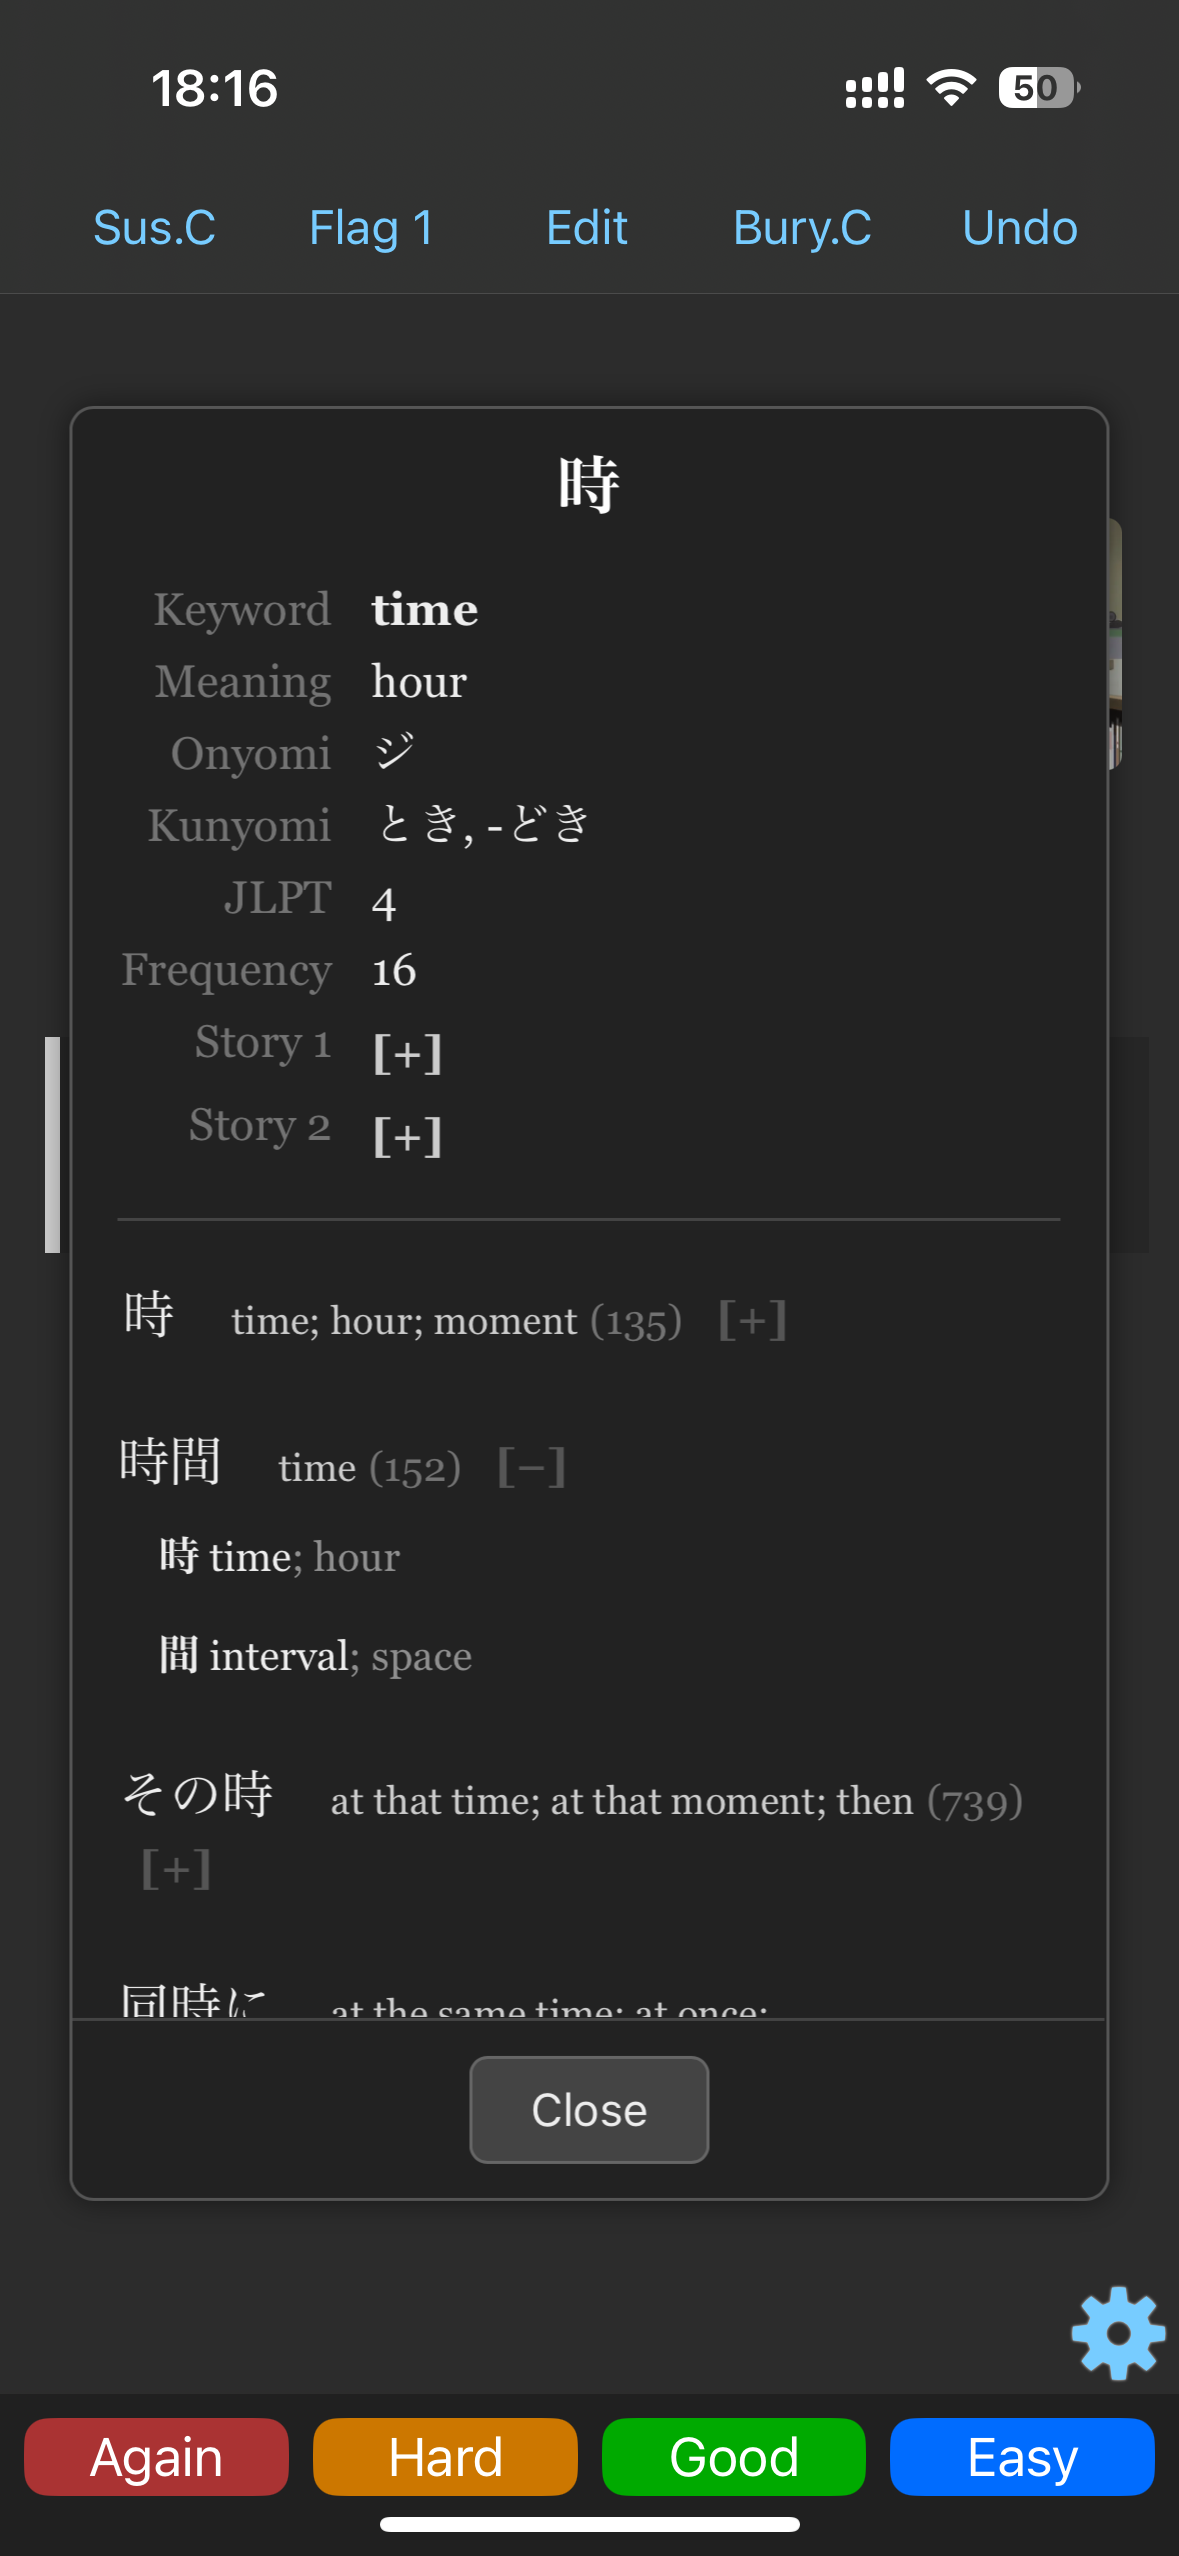 18:16 50
Sus.C Flag 1 Edit Bury.C Undo
時
Keyword time
Meaning hour
Onyomi ジ
Kunyomi とき, -どき
JLPT 4
Frequency 16
Story 1 [+]
Story 2 [+]
時 time; hour; moment (135) [+]
時間 time (152) [−]
時 time; hour
間 interval; space
その時 at that time; at that moment; then (739)
[+]
同時に at the same time; at once;
Close
Again Hard Good Easy